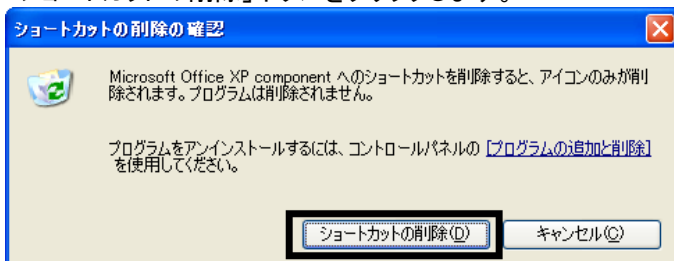 ショートカットの削除の確認
Microsoft Office XP component へのショートカットを削除すると、アイコンのみが削
除されます。プログラムは削除されません。
プログラムをアンインストールするには、コントロール パネルの [プログラムの追加と削除]
を使用してください。
ショートカットの削除(D)
キャンセル(C)